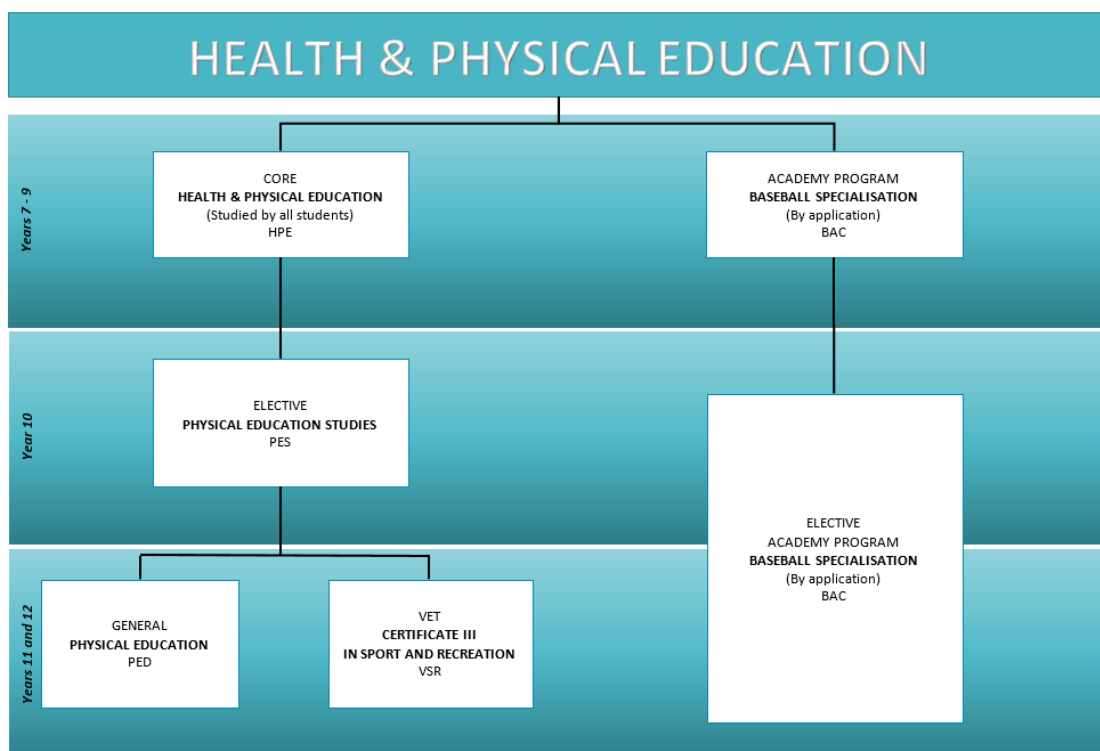 HEALTH & PHYSICAL EDUCATION
Years 7 - 9
CORE
HEALTH & PHYSICAL EDUCATION
(Studied by all students)
HPE
ACADEMY PROGRAM
BASEBALL SPECIALISATION
(By application)
BAC
Year 10
ELECTIVE
PHYSICAL EDUCATION STUDIES
PES
ELECTIVE
ACADEMY PROGRAM
BASEBALL SPECIALISATION
(By application)
BAC
Years 11 and 12
GENERAL
PHYSICAL EDUCATION
PED
VET
CERTIFICATE III
IN SPORT AND RECREATION
VSR